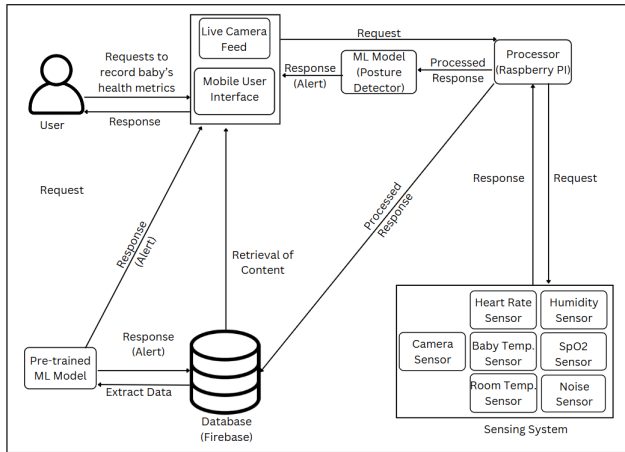 Live Camera
Feed
Mobile User
Interface
Requests to
record baby's
health metrics
Response
User
Request
Response
(Alert)
ML Model
(Posture
Detector)
Processed
Response
Processor
(Raspberry PI)
Request
Response
(Alert)
Retrieval of
Content
Processed
Response
Response
Request
Pre-trained
ML Model
Response
(Alert)
Extract Data
Database
(Firebase)
Heart Rate
Sensor
Humidity
Sensor
Camera
Sensor
Baby Temp.
Sensor
SpO2
Sensor
Room Temp.
Sensor
Noise
Sensor
Sensing System